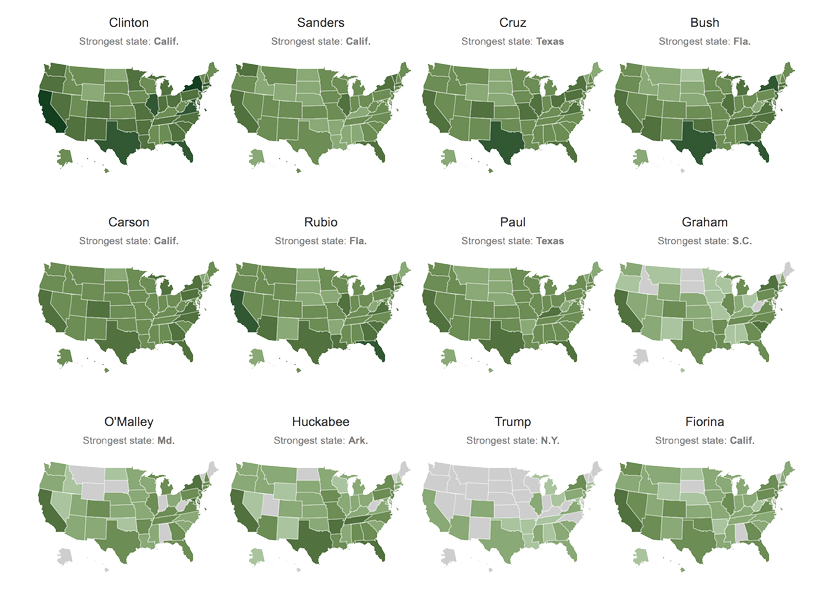 Clinton
Strongest state: Calif.
Sanders
Strongest state: Calif.
Cruz
Strongest state: Texas
Bush
Strongest state: Fla.
Carson
Strongest state: Calif.
Rubio
Strongest state: Fla.
Paul
Strongest state: Texas
Graham
Strongest state: S.C.
O'Malley
Strongest state: Md.
Huckabee
Strongest state: Ark.
Trump
Strongest state: N.Y.
Fiorina
Strongest state: Calif.